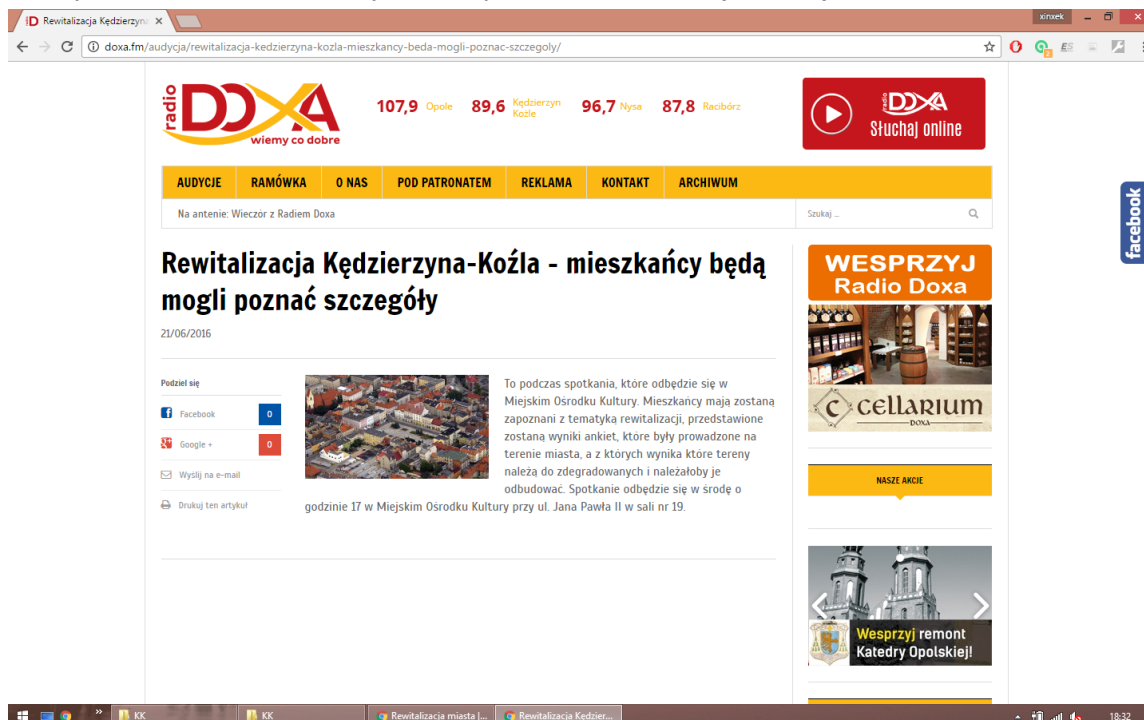 Rewitalizacja Kędzierzyna
xinxek
doxa.fm/audycja/rewitalizacja-kedzierzyna-kozla-mieszkancy-beda-mogli-poznac-szczegoly/
radio DOXA
wiemy co dobre
107,9 Opole 89,6 Kędzierzyn Koźle 96,7 Nysa 87,8 Racibórz
radio DOXA
Słuchaj online
AUDYCJE RAMÓWKA O NAS POD PATRONATEM REKLAMA KONTAKT ARCHIWUM
Na antenie: Wieczór z Radiem Doxa
Szukaj ...
facebook
Rewitalizacja Kędzierzyna-Koźla – mieszkańcy będą
mogli poznać szczegóły
21/06/2016
Podziel się
Facebook 0
Google + 0
Wyślij na e-mail
Drukuj ten artykuł
To podczas spotkania, które odbędzie się w
Miejskim Ośrodku Kultury. Mieszkańcy mają zostaną
zapoznani z tematyką rewitalizacji, przedstawione
zostaną wyniki ankiet, które były prowadzone na
terenie miasta, a z których wynika które tereny
należą do zdegradowanych i należałoby je
odbudować. Spotkanie odbędzie się w środę o
godzinie 17 w Miejskim Ośrodku Kultury przy ul. Jana Pawła II w sali nr 19.
WESPRZYJ
Radio Doxa
C CELLARIUM
DOXA
NASZE AKCJE
Wesprzyj remont
Katedry Opolskiej!
KK
KK
Rewitalizacja miasta |...
Rewitalizacja Kędzier...
18:32